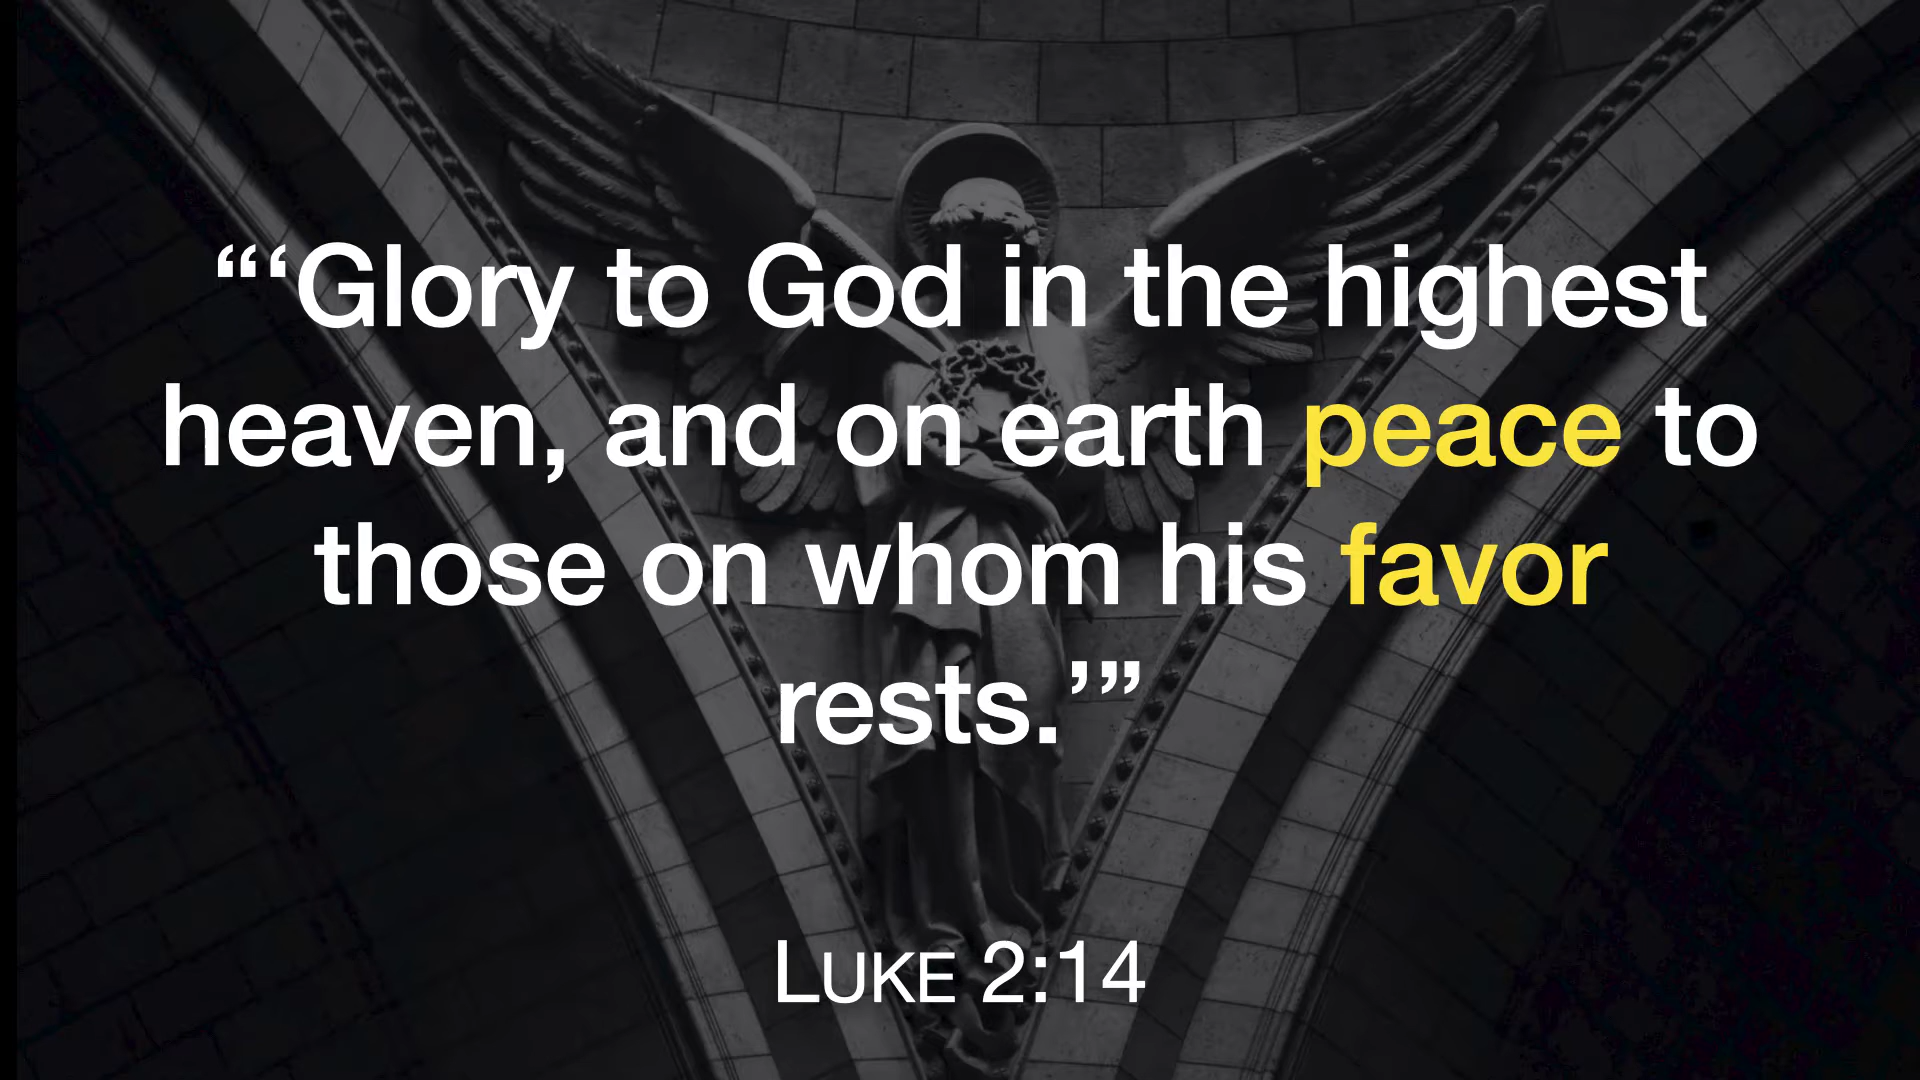 “‘Glory to God in the highest
heaven, and on earth peace to
those on whom his favor
rests.’”
Luke 2:14